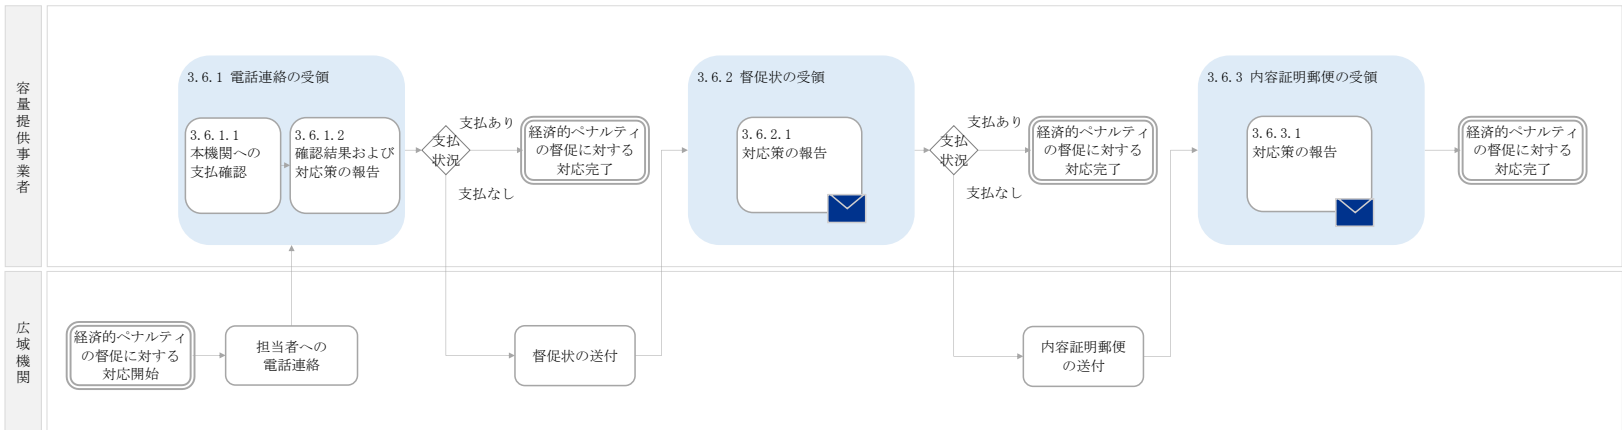 容量提供事業者
3.6.1 電話連絡の受領
3.6.1.1
本機関への
支払確認
3.6.1.2
確認結果および
対応策の報告
支払
状況
支払あり
支払なし
経済的ペナルティ
の督促に対する
対応完了
3.6.2 督促状の受領
3.6.2.1
対応策の報告
支払
状況
支払あり
支払なし
経済的ペナルティ
の督促に対する
対応完了
3.6.3 内容証明郵便の受領
3.6.3.1
対応策の報告
経済的ペナルティ
の督促に対する
対応完了
広域機関
経済的ペナルティ
の督促に対する
対応開始
担当者への
電話連絡
督促状の送付
内容証明郵便
の送付